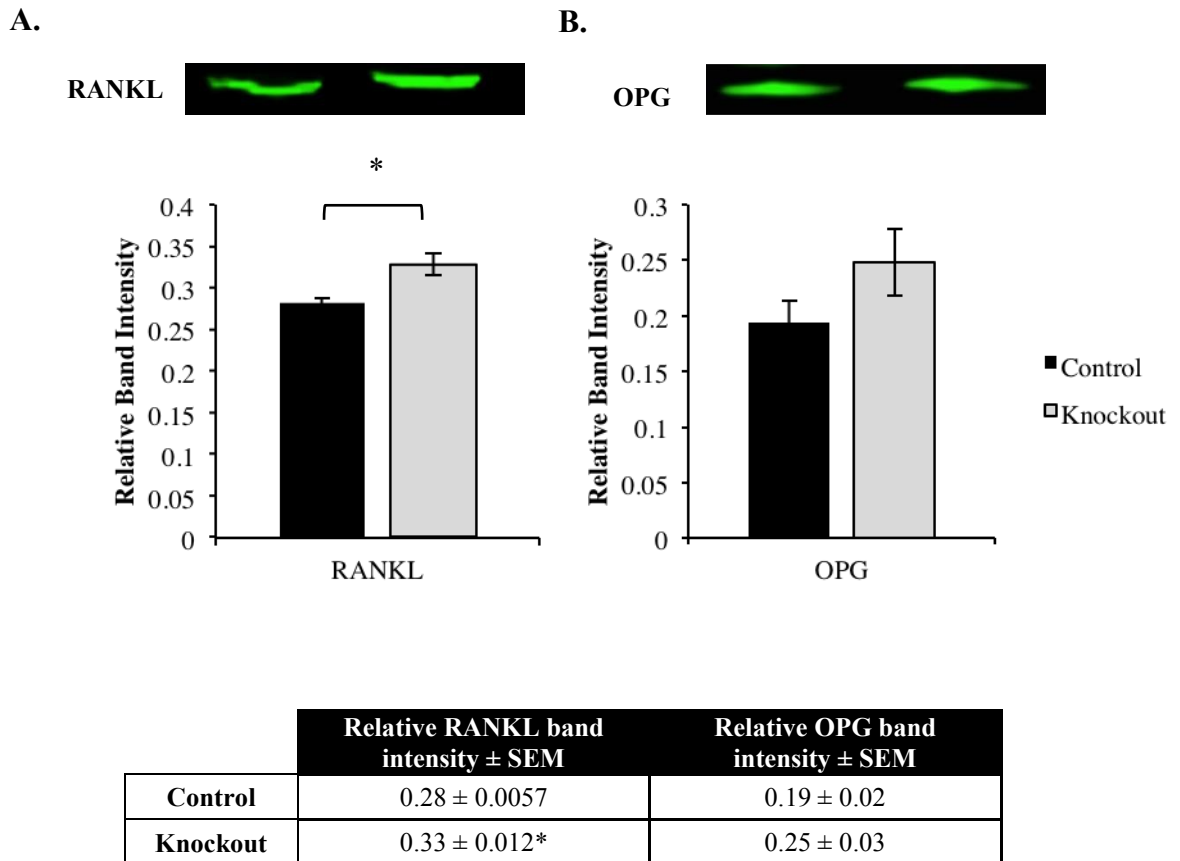 A.
B.
RANKL
OPG
*
Relative Band Intensity
0.4
0.35
0.3
0.25
0.2
0.15
0.1
0.05
0
RANKL
Relative Band Intensity
0.3
0.25
0.2
0.15
0.1
0.05
0
OPG
Control
Knockout
Relative RANKL band
intensity ± SEM
Relative OPG band
intensity ± SEM
Control
0.28 ± 0.0057
0.19 ± 0.02
Knockout
0.33 ± 0.012*
0.25 ± 0.03